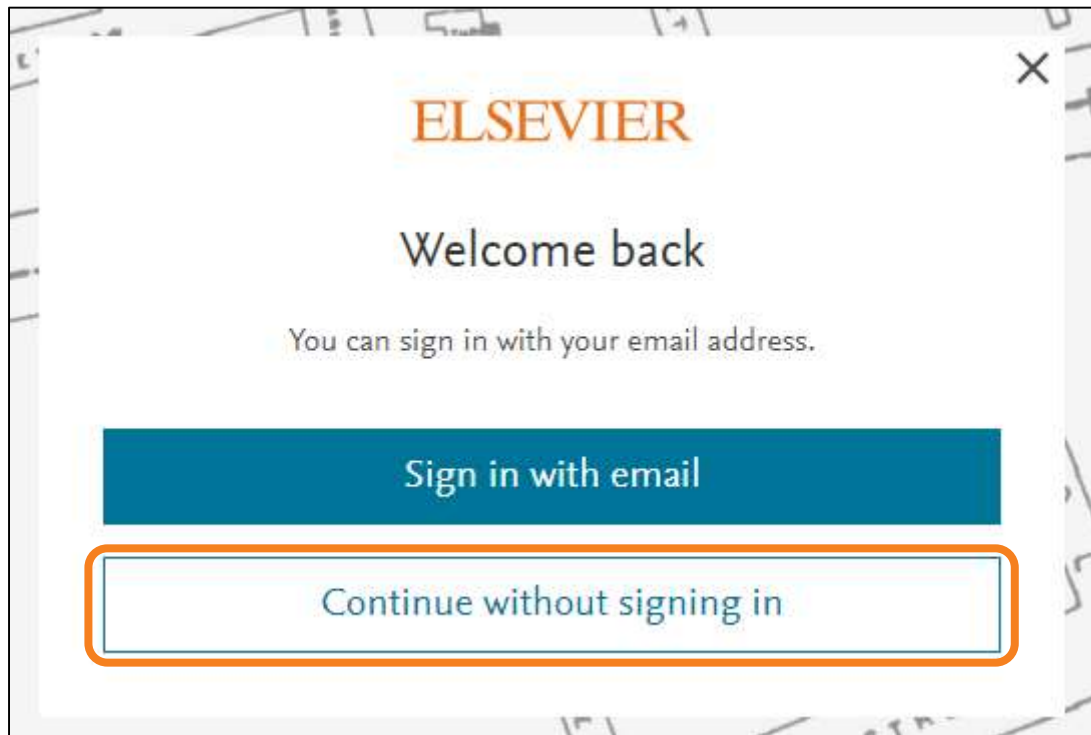 ELSEVIER
Welcome back
You can sign in with your email address.
Sign in with email
Continue without signing in